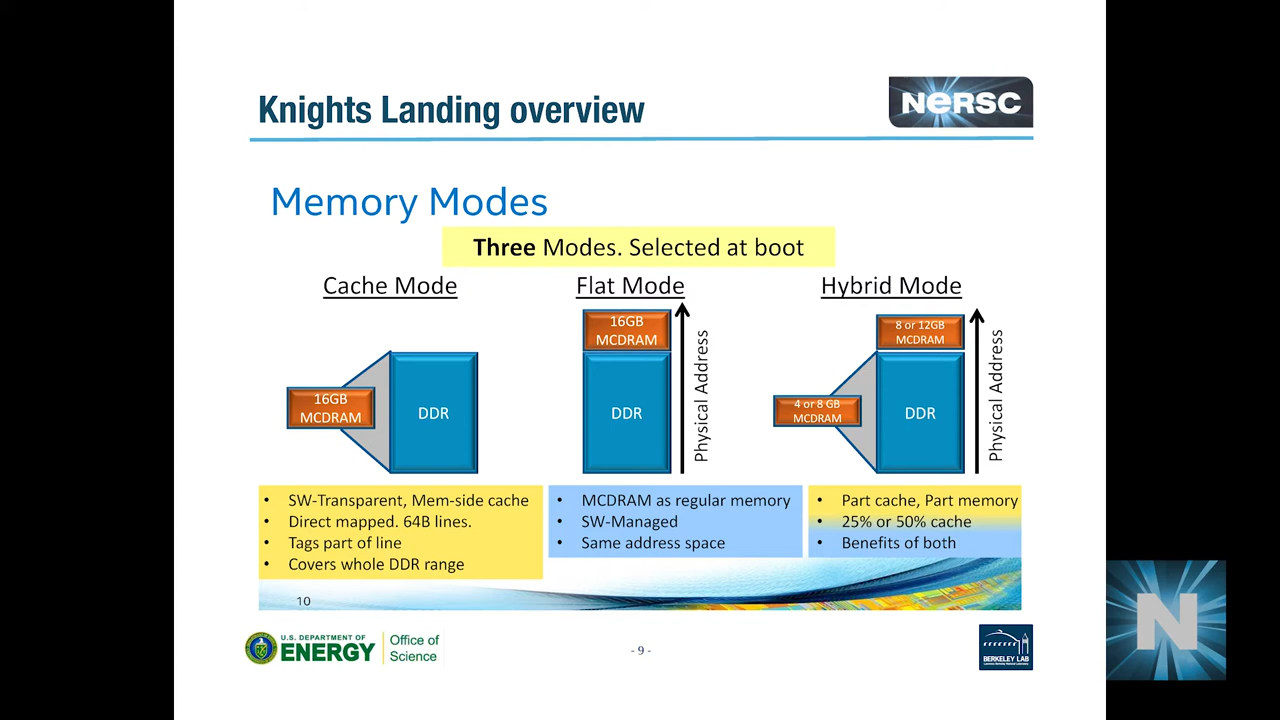 Knights Landing overview
NERSC
Memory Modes
Three Modes. Selected at boot
Cache Mode
16GB
MCDRAM
DDR
• SW-Transparent, Mem-side cache
• Direct mapped. 64B lines.
• Tags part of line
• Covers whole DDR range
Flat Mode
16GB
MCDRAM
DDR
Physical Address
• MCDRAM as regular memory
• SW-Managed
• Same address space
Hybrid Mode
8 or 12GB
MCDRAM
4 or 8 GB
MCDRAM
DDR
Physical Address
• Part cache, Part memory
• 25% or 50% cache
• Benefits of both
10
U.S. DEPARTMENT OF
ENERGY
Office of
Science
- 9 -
BERKELEY LAB
N